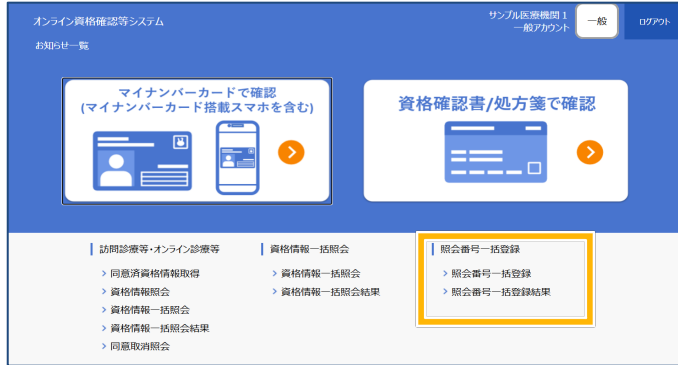 オンライン資格確認等システム
サンプル医療機関1
一般アカウント
一般
ログアウト
お知らせ一覧
マイナンバーカードで確認
(マイナンバーカード搭載スマホを含む)
資格確認書/処方箋で確認
訪問診療等・オンライン診療等
同意済資格情報取得
資格情報照会
資格情報一括照会
資格情報一括照会結果
同意取消照会
資格情報一括照会
資格情報一括照会
資格情報一括照会結果
照会番号一括登録
照会番号一括登録
照会番号一括登録結果